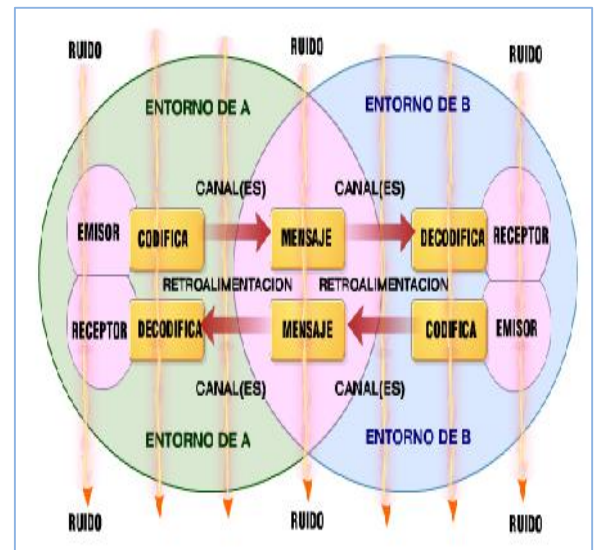 RUIDO RUIDO RUIDO
ENTORNO DE A ENTORNO DE B
CANAL(ES) CANAL(ES)
EMISOR CODIFICA MENSAJE DECODIFICA RECEPTOR
RETROALIMENTACION RETROALIMENTACION
RECEPTOR DECODIFICA MENSAJE CODIFICA EMISOR
CANAL(ES) CANAL(ES)
ENTORNO DE A ENTORNO DE B
RUIDO RUIDO RUIDO